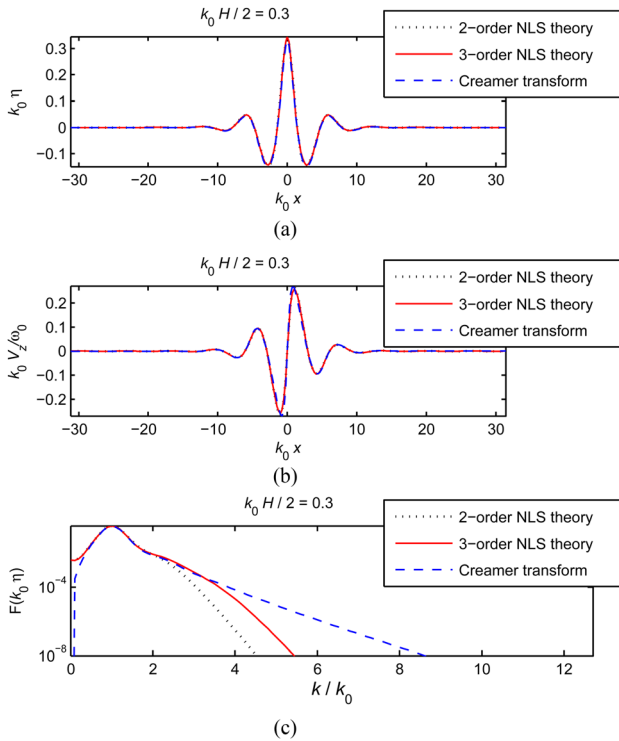 k₀ H / 2 = 0.3
2−order NLS theory
3−order NLS theory
Creamer transform
k₀ η
0.3
0.2
0.1
0
−0.1
−30 −20 −10 0 10 20 30
k₀ x
(a)
k₀ H / 2 = 0.3
2−order NLS theory
3−order NLS theory
Creamer transform
k₀ V_z/ω₀
0.2
0.1
0
−0.1
−0.2
−30 −20 −10 0 10 20 30
k₀ x
(b)
k₀ H / 2 = 0.3
2−order NLS theory
3−order NLS theory
Creamer transform
F(k₀ η)
10⁻⁴
10⁻⁸
0 2 4 6 8 10 12
k / k₀
(c)